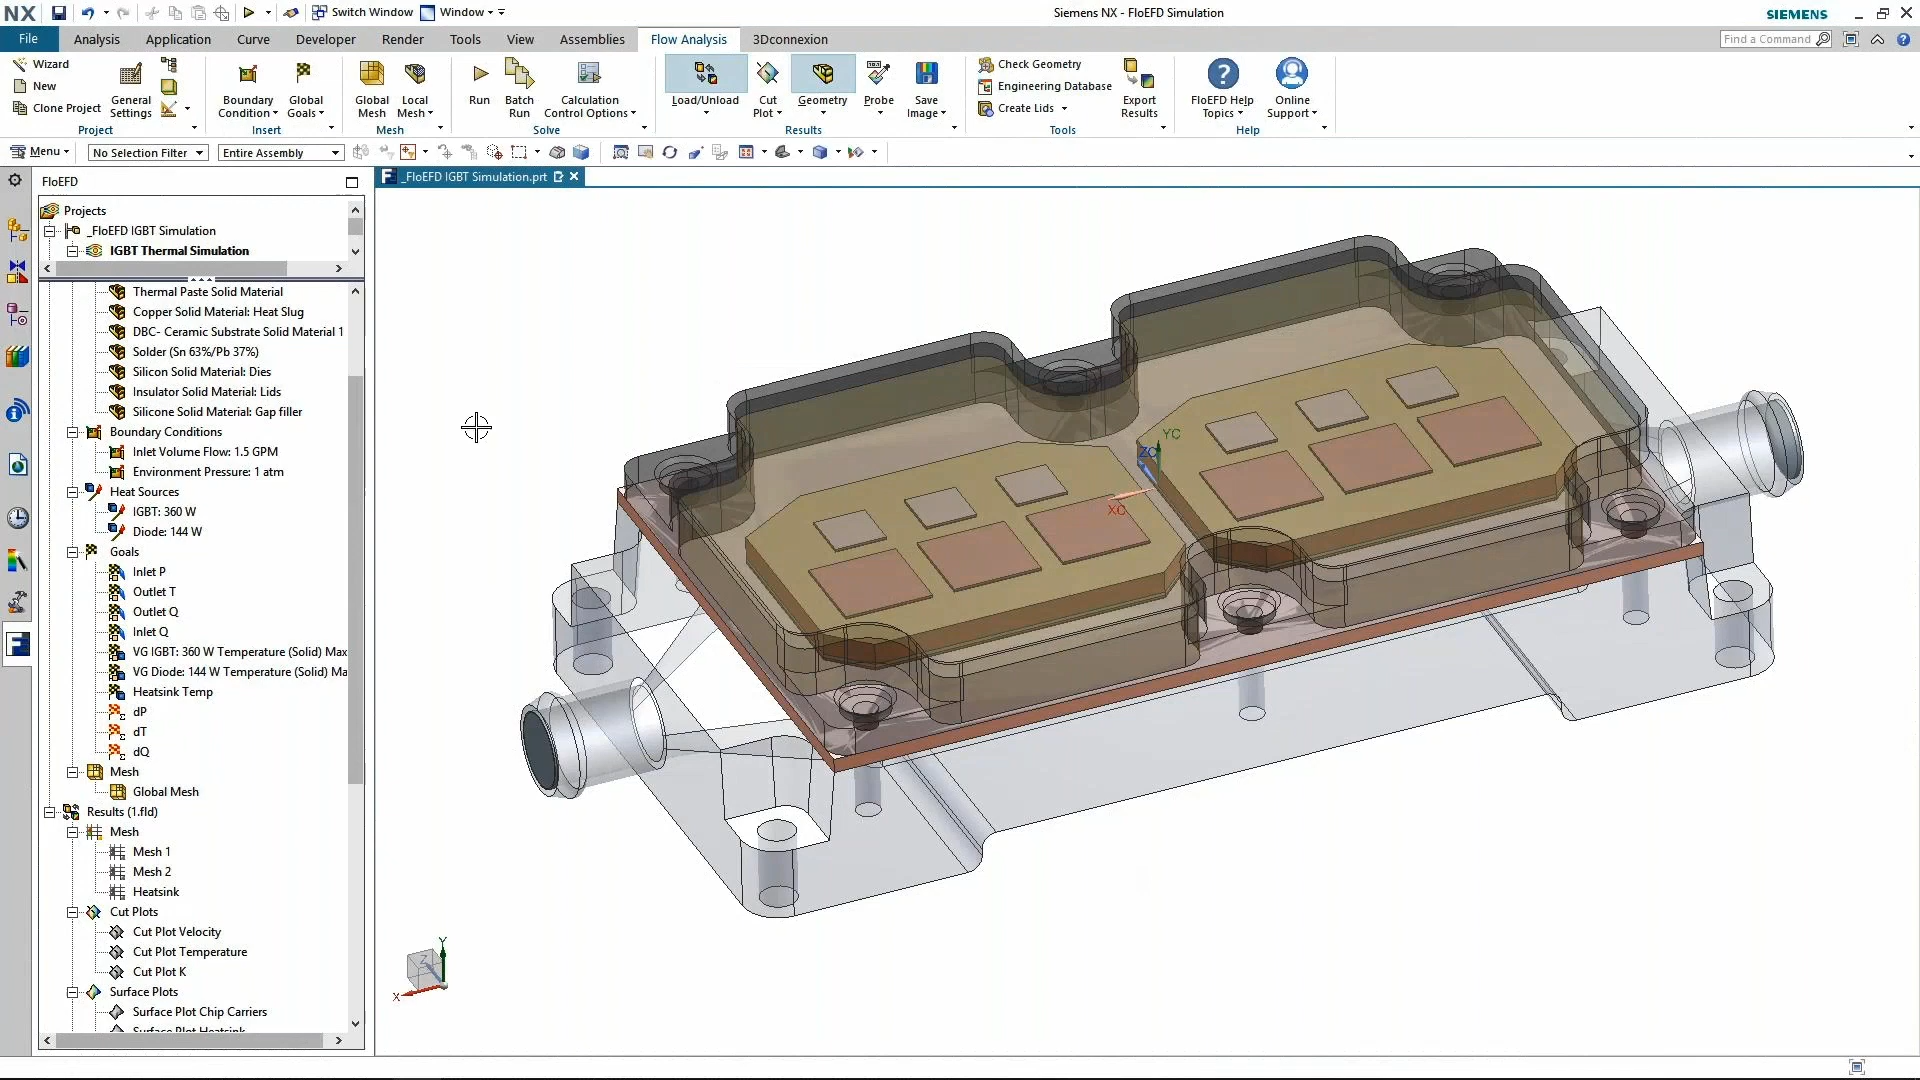 NX
Switch Window
Window
Siemens NX - FloEFD Simulation
SIEMENS
File
Analysis
Application
Curve
Developer
Render
Tools
View
Assemblies
Flow Analysis
3Dconnexion
Find a Command
Wizard
New
Clone Project
General Settings
Project
Boundary Condition
Global Goals
Insert
Global Mesh
Local Mesh
Mesh
Run
Batch Run
Calculation Control Options
Solve
Load/Unload
Cut Plot
Geometry
Probe
Save Image
Results
Check Geometry
Engineering Database
Create Lids
Export Results
Tools
FloEFD Help Topics
Online Support
Help
Menu
No Selection Filter
Entire Assembly
FloEFD
_FloEFD IGBT Simulation.prt
Projects
_FloEFD IGBT Simulation
IGBT Thermal Simulation
Thermal Paste Solid Material
Copper Solid Material: Heat Slug
DBC- Ceramic Substrate Solid Material 1
Solder (Sn 63%/Pb 37%)
Silicon Solid Material: Dies
Insulator Solid Material: Lids
Silicone Solid Material: Gap filler
Boundary Conditions
Inlet Volume Flow: 1.5 GPM
Environment Pressure: 1 atm
Heat Sources
IGBT: 360 W
Diode: 144 W
Goals
Inlet P
Outlet T
Outlet Q
Inlet Q
VG IGBT: 360 W Temperature (Solid) Max
VG Diode: 144 W Temperature (Solid) Ma
Heatsink Temp
dP
dT
dQ
Mesh
Global Mesh
Results (1.fld)
Mesh
Mesh 1
Mesh 2
Heatsink
Cut Plots
Cut Plot Velocity
Cut Plot Temperature
Cut Plot K
Surface Plots
Surface Plot Chip Carriers
Surface Plot Heatsink
YC
ZC
XC
Y
Z
X